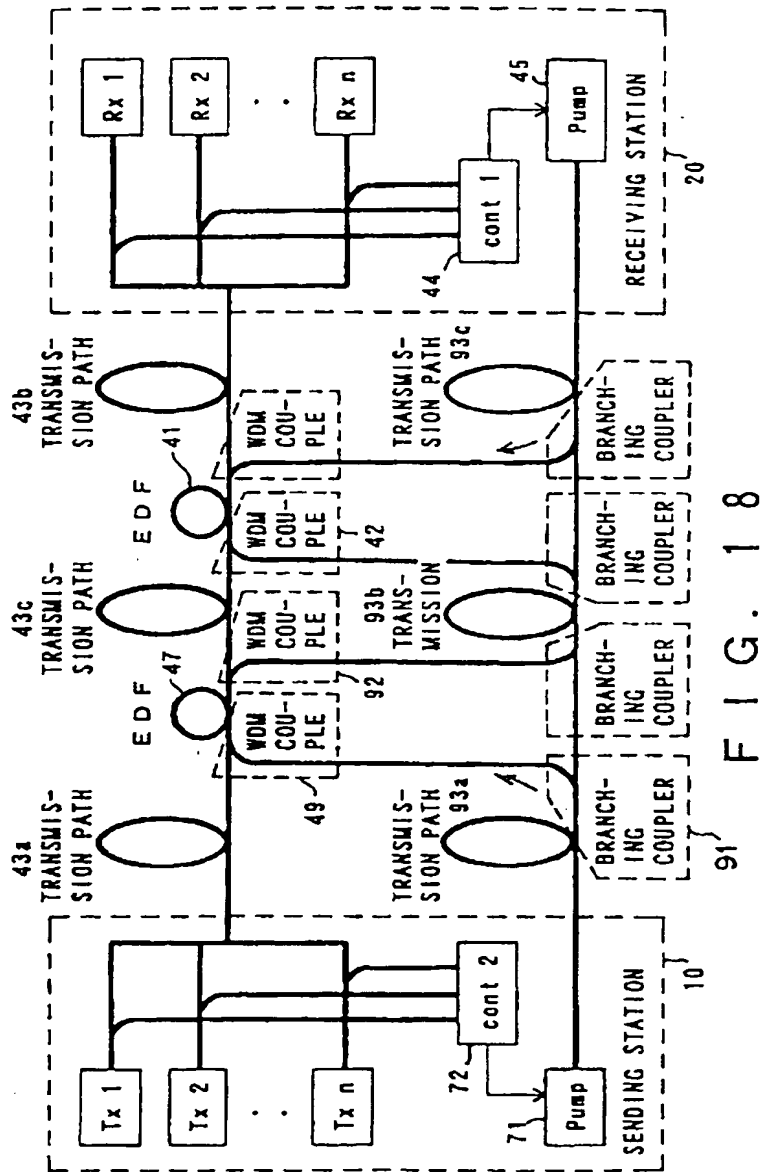 43a
TRANSMIS-
SION PATH
EDF
47
43c
TRANSMIS-
SION PATH
EDF
41
43b
TRANSMIS-
SION PATH
Tx 1
Tx 2
. .
Tx n
72
cont 2
71
Pump
SENDING STATION
10
WDM
COU-
PLE
49
WDM
COU-
PLE
92
WDM
COU-
PLE
42
WDM
COU-
PLE
TRANSMIS-
SION PATH
93a
93b
TRANS-
MISSION
TRANSMIS-
SION PATH
93c
BRANCH-
ING
COUPLER
91
BRANCH-
ING
COUPLER
BRANCH-
ING
COUPLER
BRANCH-
ING
COUPLER
Rx 1
Rx 2
. .
Rx n
44
cont 1
45
Pump
RECEIVING STATION
20
FIG. 18